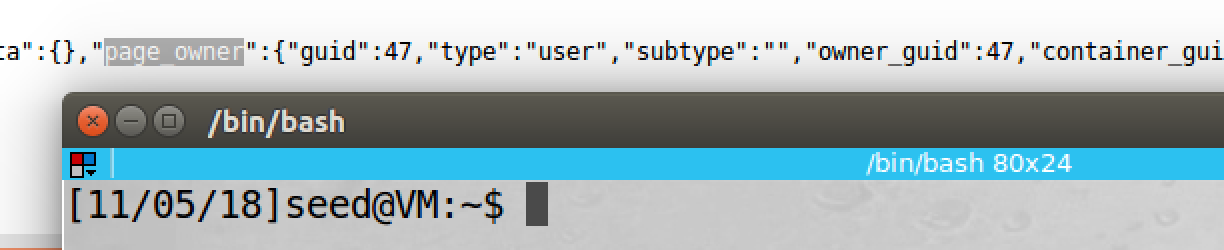 ta":{},"page_owner":{"guid":47,"type":"user","subtype":"","owner_guid":47,"container_gui
/bin/bash
/bin/bash 80x24
[11/05/18]seed@VM:~$